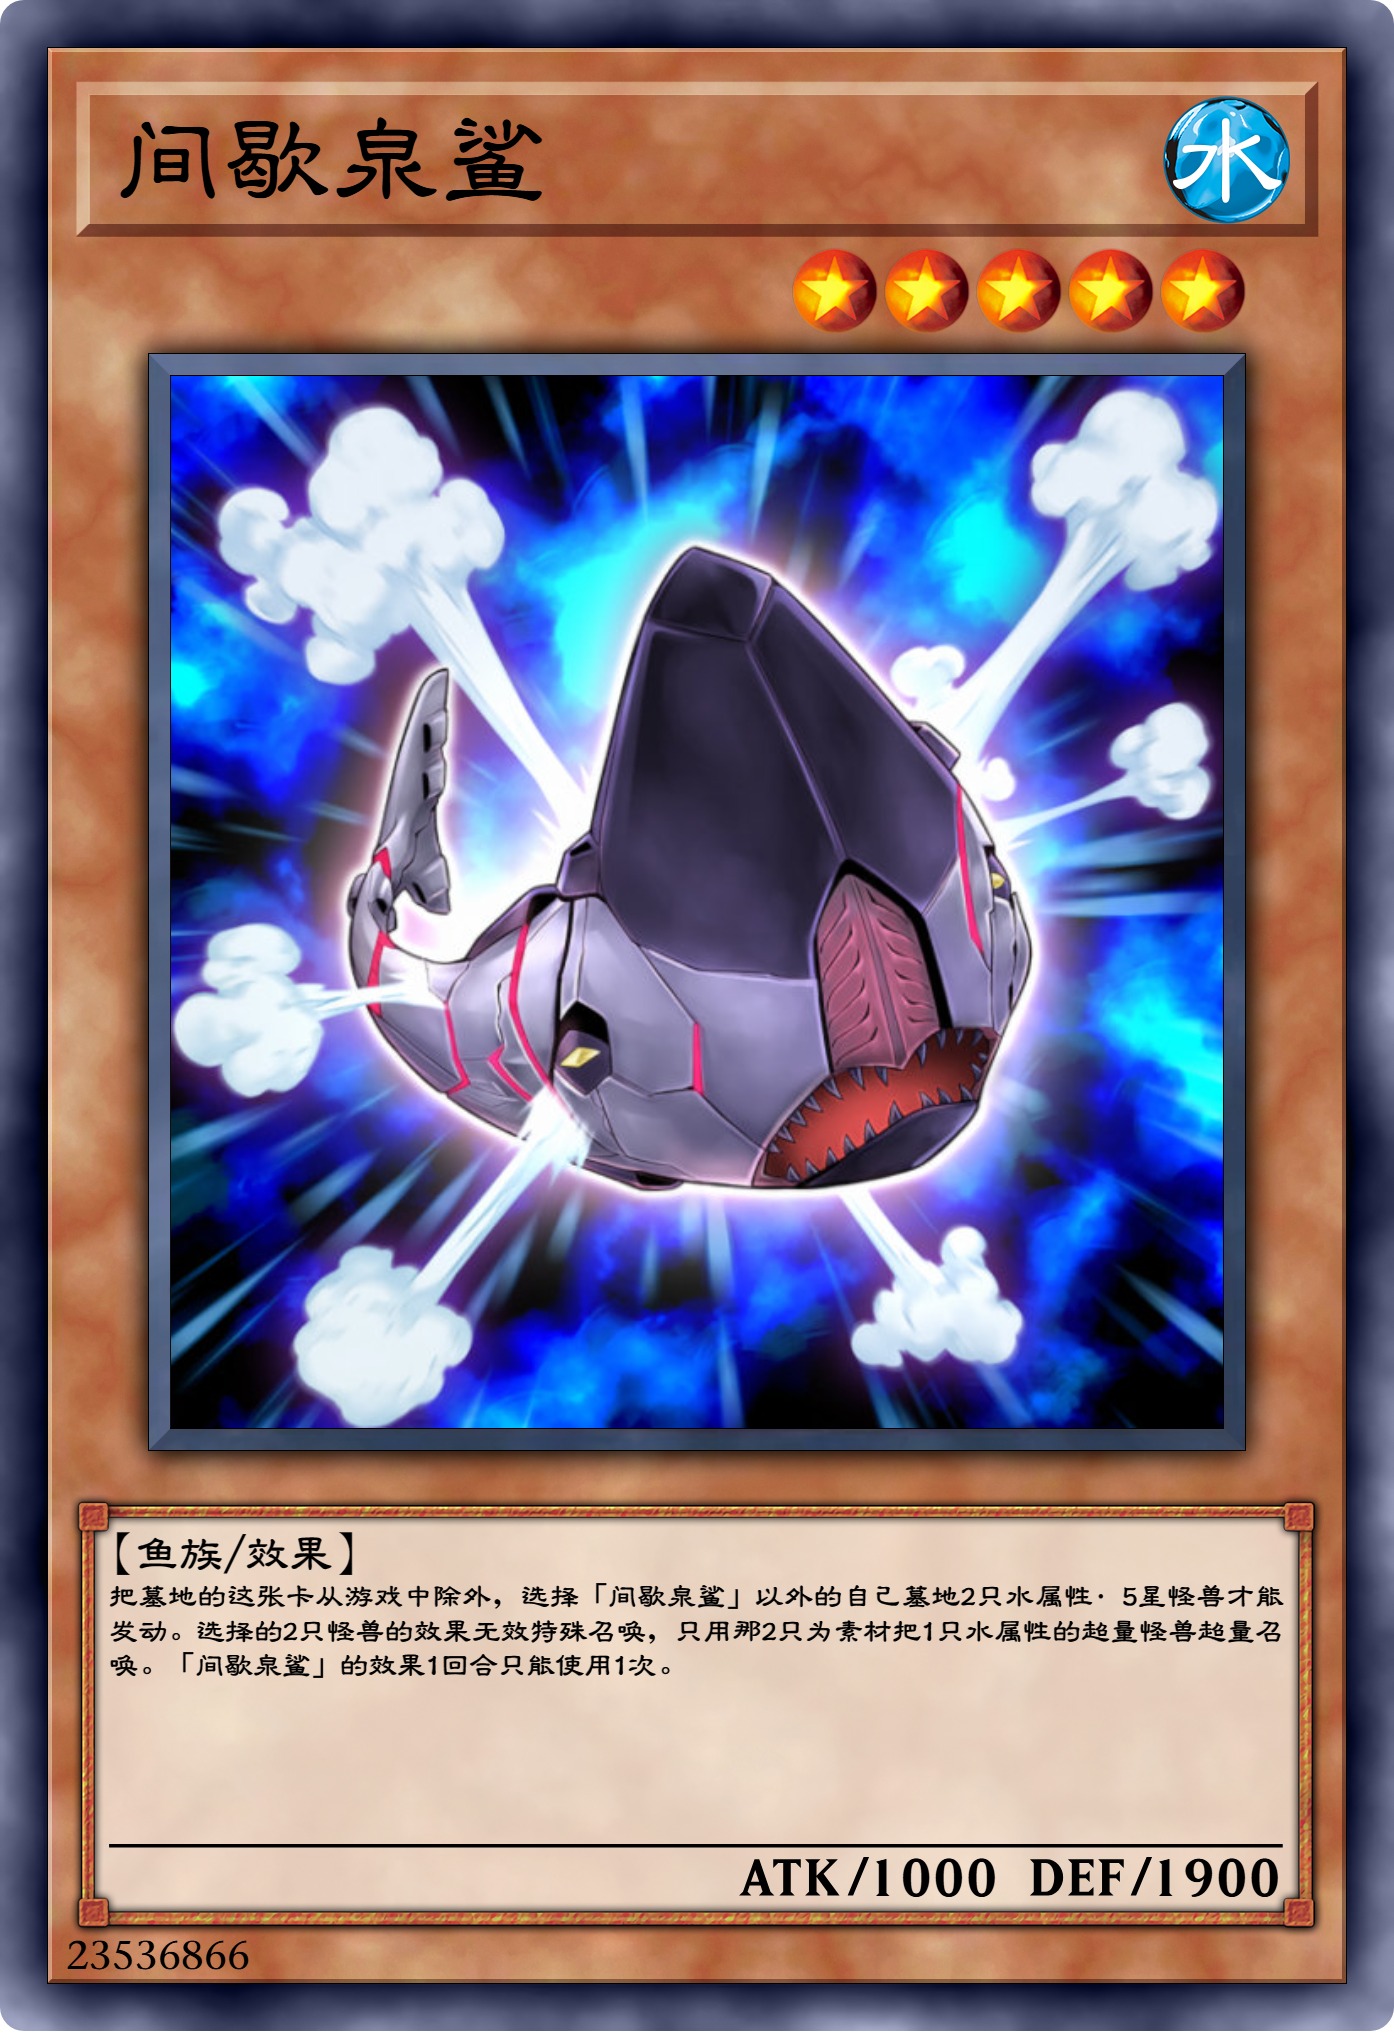 间歇泉鲨
水
【鱼族/效果】
把墓地的这张卡从游戏中除外，选择「间歇泉鲨」以外的自己墓地2只水属性·5星怪兽才能
发动。选择的2只怪兽的效果无效特殊召唤，只用那2只为素材把1只水属性的超量怪兽超量召
唤。「间歇泉鲨」的效果1回合只能使用1次。
ATK/1000 DEF/1900
23536866